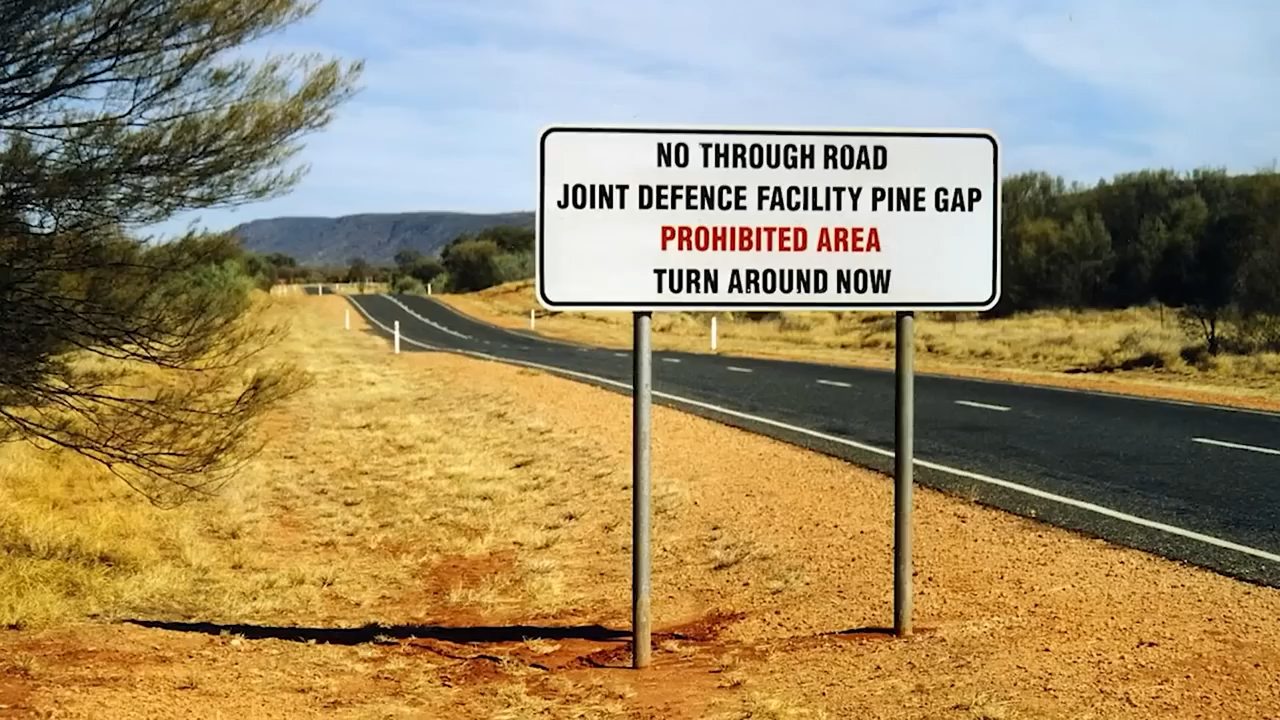 NO THROUGH ROAD
JOINT DEFENCE FACILITY PINE GAP
PROHIBITED AREA
TURN AROUND NOW